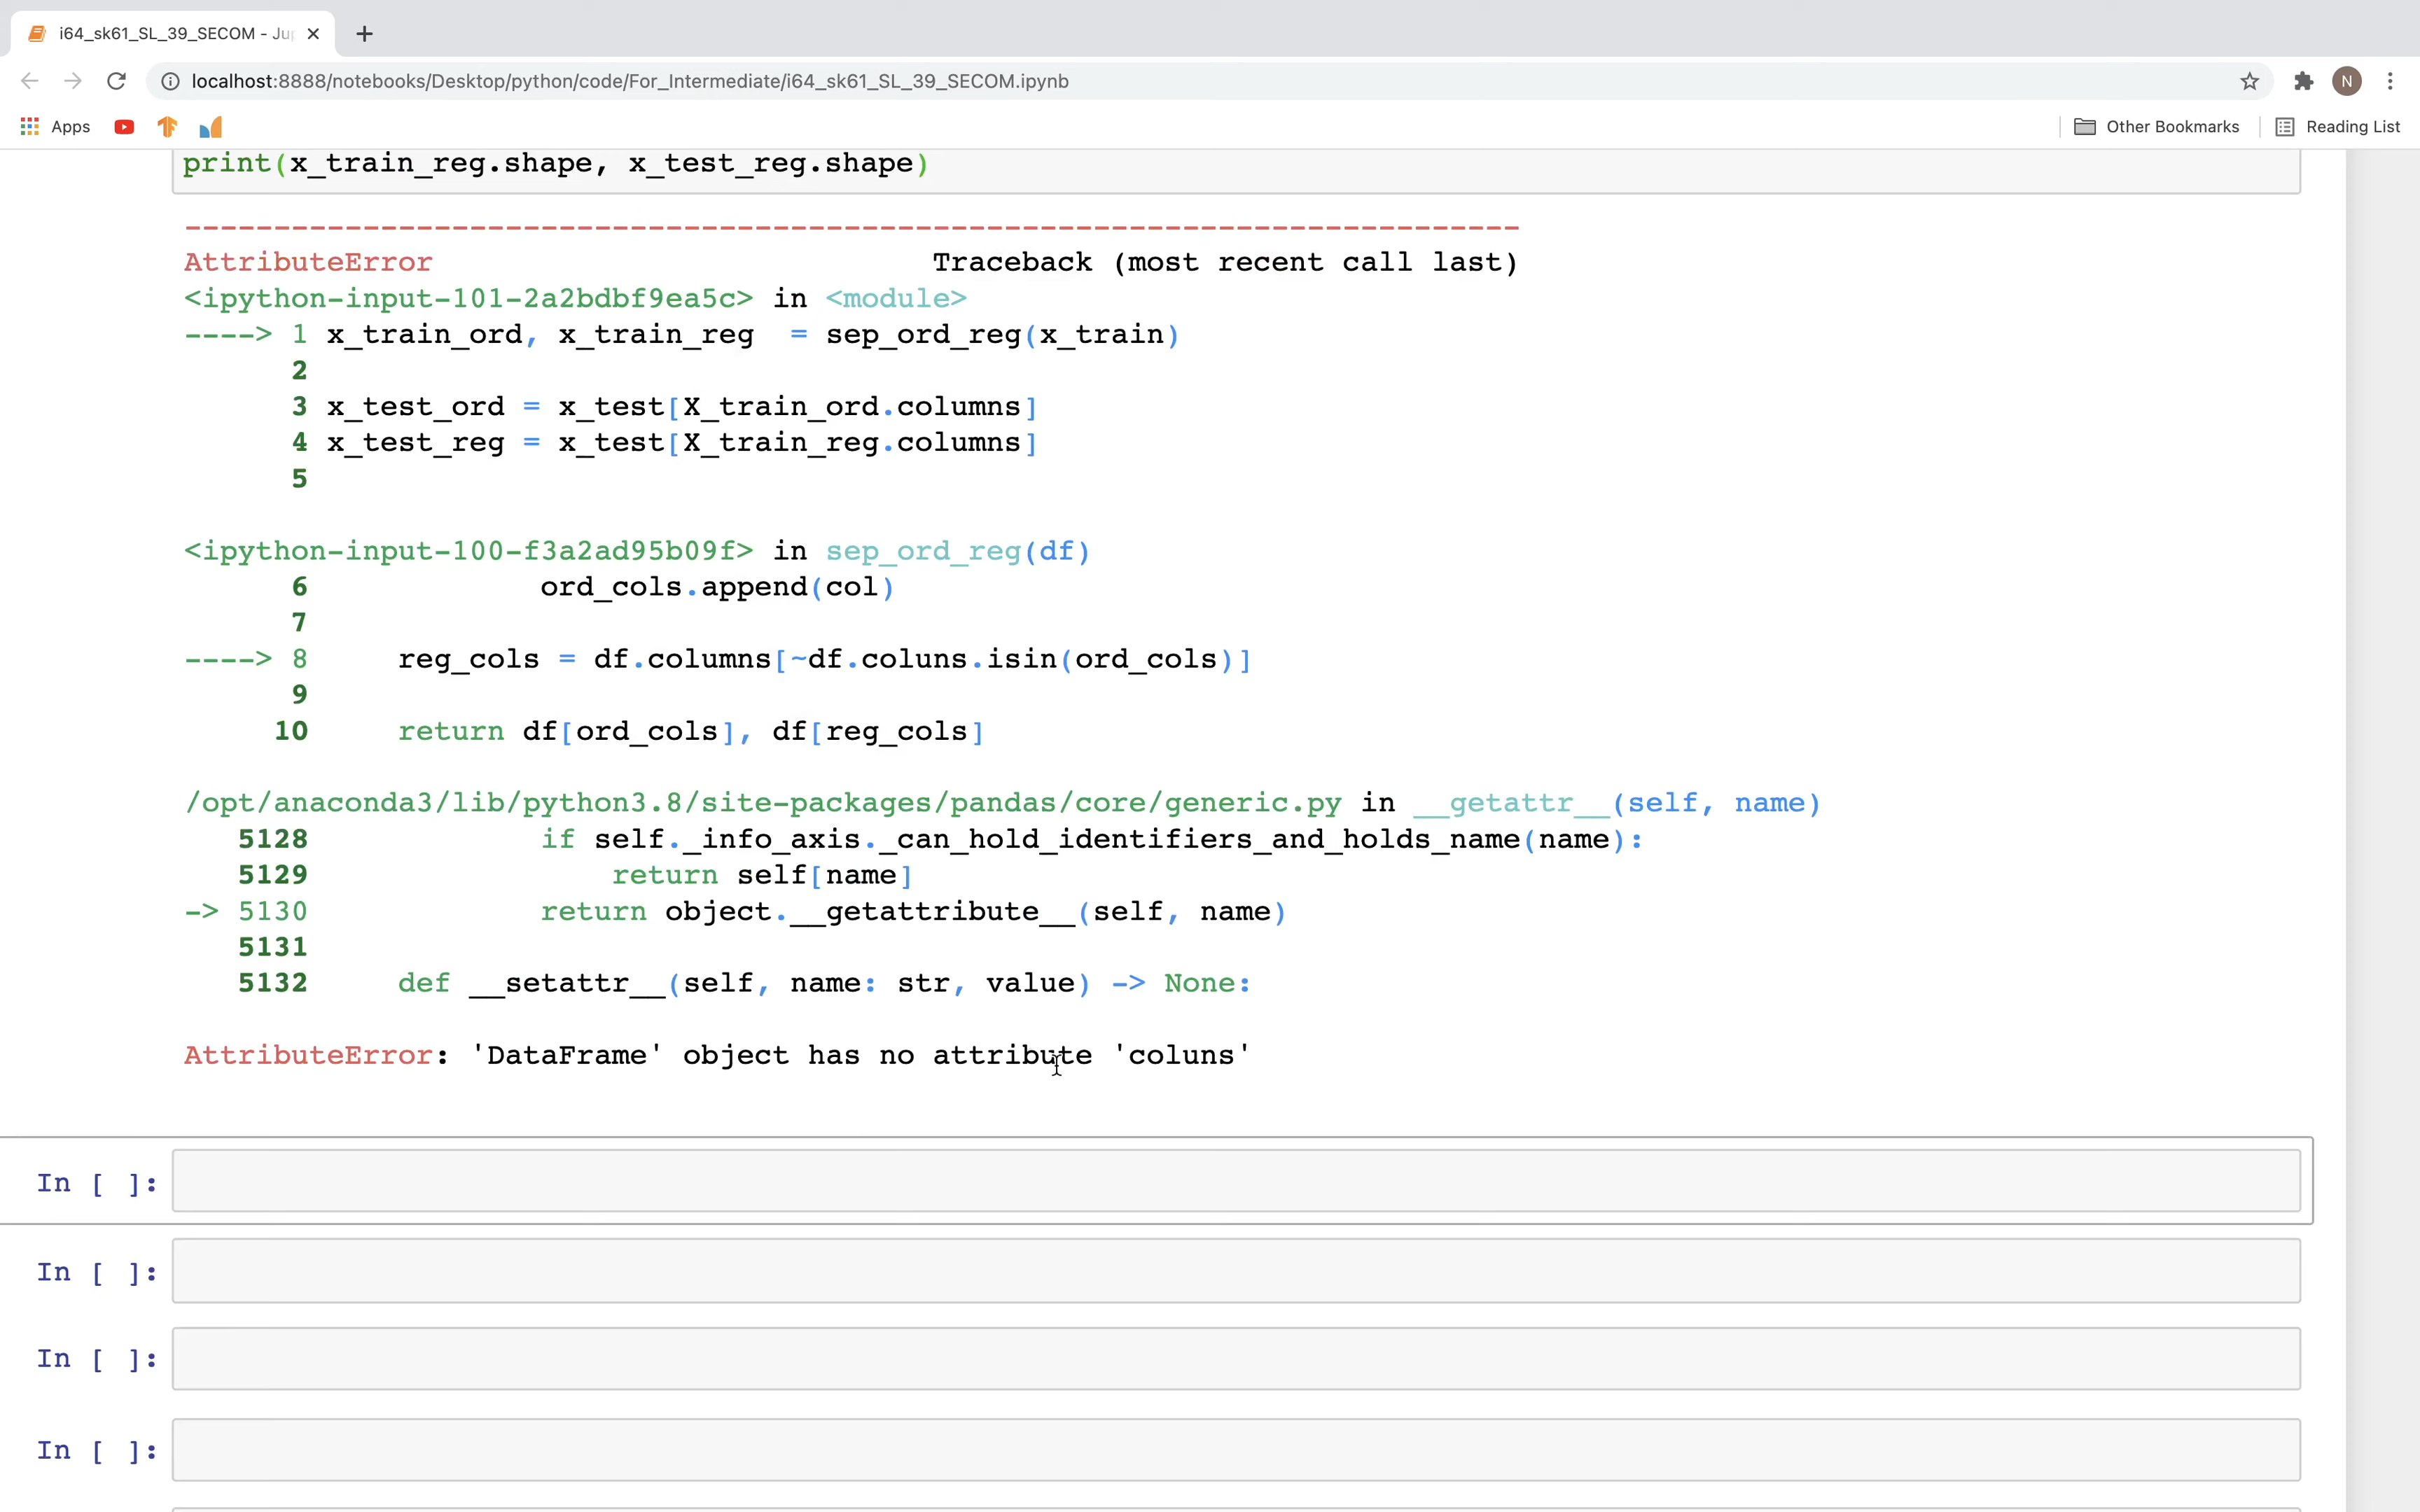 i64_sk61_SL_39_SECOM - Ju
localhost:8888/notebooks/Desktop/python/code/For_Intermediate/i64_sk61_SL_39_SECOM.ipynb
N
Apps
Other Bookmarks
Reading List
print(x_train_reg.shape, x_test_reg.shape)
---------------------------------------------------------------------------
AttributeError                            Traceback (most recent call last)
<ipython-input-101-2a2bdbf9ea5c> in <module>
----> 1 x_train_ord, x_train_reg  = sep_ord_reg(x_train)
      2
      3 x_test_ord = x_test[X_train_ord.columns]
      4 x_test_reg = x_test[X_train_reg.columns]
      5
<ipython-input-100-f3a2ad95b09f> in sep_ord_reg(df)
      6             ord_cols.append(col)
      7
----> 8     reg_cols = df.columns[~df.coluns.isin(ord_cols)]
      9
     10     return df[ord_cols], df[reg_cols]
/opt/anaconda3/lib/python3.8/site-packages/pandas/core/generic.py in __getattr__(self, name)
   5128             if self._info_axis._can_hold_identifiers_and_holds_name(name):
   5129                 return self[name]
-> 5130             return object.__getattribute__(self, name)
   5131
   5132     def __setattr__(self, name: str, value) -> None:
AttributeError: 'DataFrame' object has no attribute 'coluns'
In [ ]:
In [ ]:
In [ ]:
In [ ]: